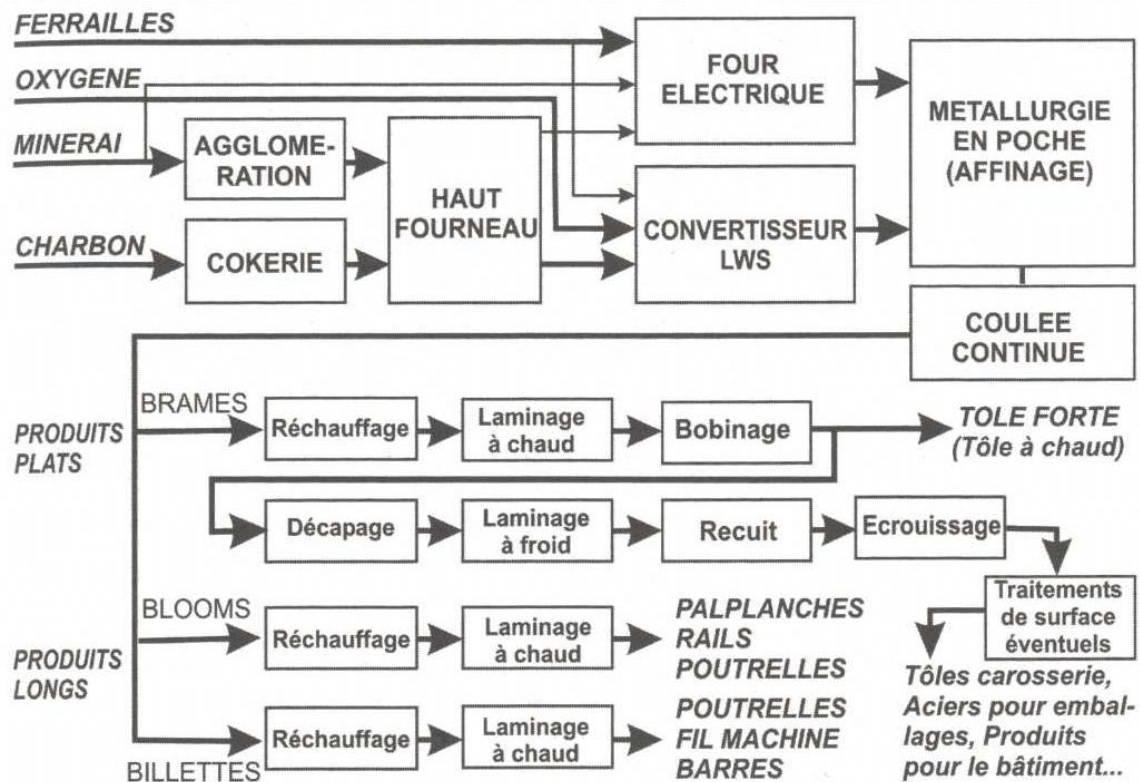 FERRAILLES
OXYGENE
MINERAI
CHARBON
AGGLOME-
RATION
COKERIE
HAUT
FOURNEAU
FOUR
ELECTRIQUE
CONVERTISSEUR
LWS
METALLURGIE
EN POCHE
(AFFINAGE)
COULEE
CONTINUE
PRODUITS
PLATS
BRAMES
Réchauffage
Laminage
à chaud
Bobinage
TOLE FORTE
(Tôle à chaud)
Décapage
Laminage
à froid
Recuit
Ecrouissage
Traitements
de surface
éventuels
Tôles carosserie,
Aciers pour embal-
lages, Produits
pour le bâtiment...
PRODUITS
LONGS
BLOOMS
Réchauffage
Laminage
à chaud
PALPLANCHES
RAILS
POUTRELLES
BILLETTES
Réchauffage
Laminage
à chaud
POUTRELLES
FIL MACHINE
BARRES